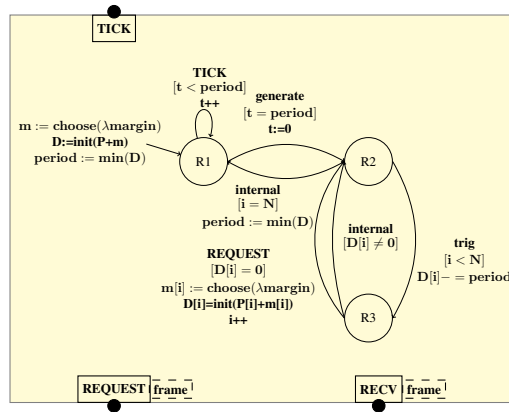 TICK
TICK
[t < period]
t++
generate
[t = period]
t:=0
m := choose(λmargin)
D:=init(P+m)
period := min(D)
R1
R2
internal
[i = N]
period := min(D)
internal
[D[i] ≠ 0]
trig
[i < N]
D[i]− = period
REQUEST
[D[i] = 0]
m[i] := choose(λmargin)
D[i]=init(P[i]+m[i])
i++
R3
REQUEST frame
RECV frame